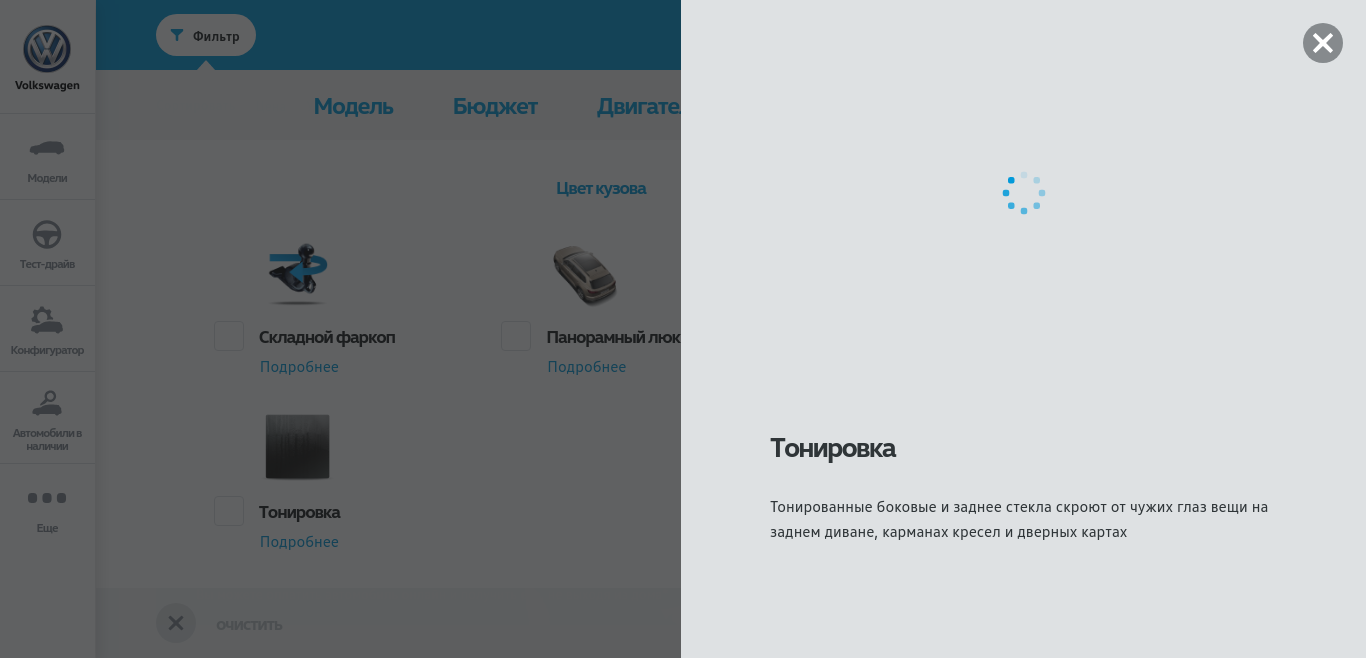 Volkswagen
Модели
Тест-драйв
Конфигуратор
Автомобили в
наличии
Еще
Фильтр
Модель
Бюджет
Цвет кузова
Складной фаркоп
Подробнее
Панорамный люк
Подробнее
Тонировка
Подробнее
ОЧИСТИТЬ
Тонировка
Тонированные боковые и заднее стекла скроют от чужих глаз вещи на
заднем диване, карманах кресел и дверных картах